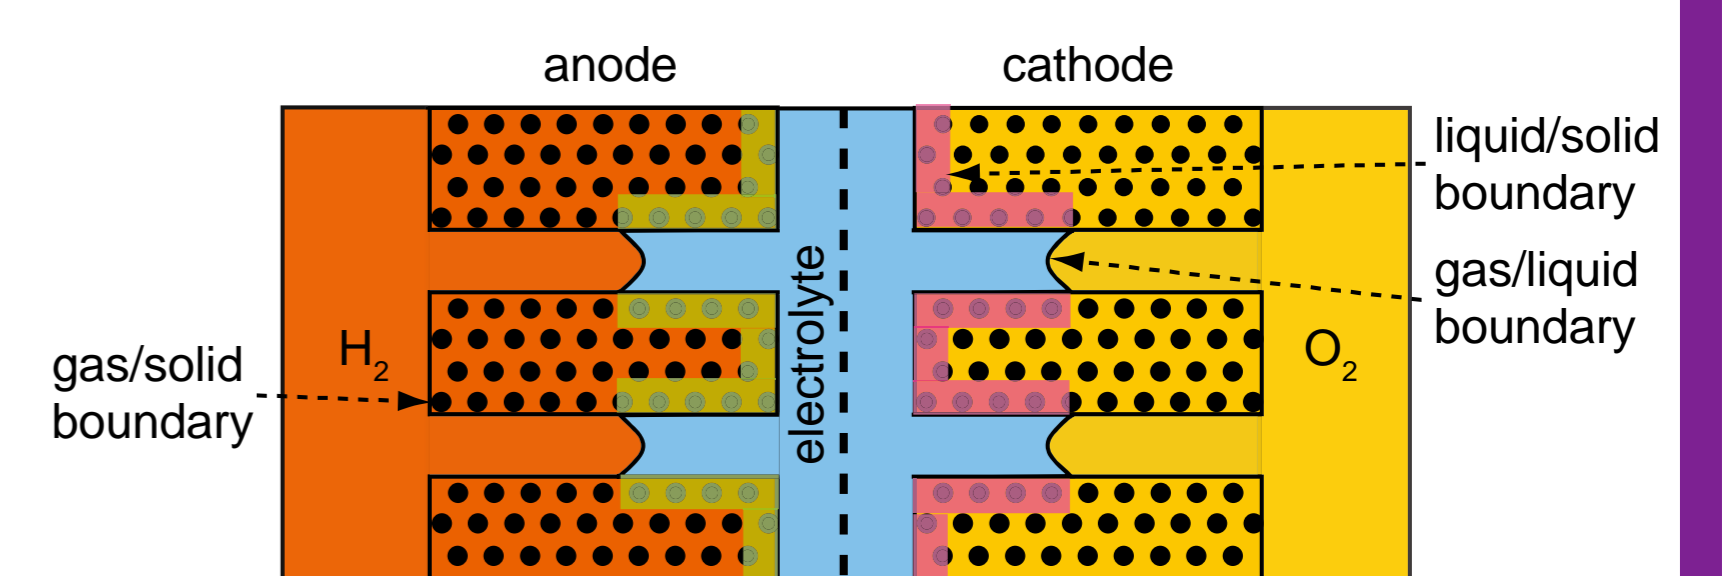 anode
cathode
liquid/solid
boundary
gas/liquid
boundary
electrolyte
H₂
O₂
gas/solid
boundary